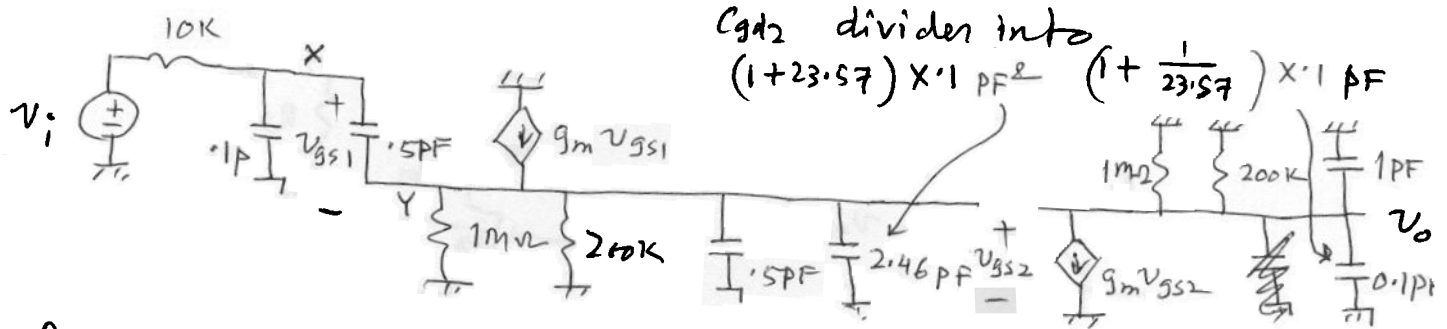 Cgd2 divides into
(1+23.57) X.1 PF & (1 + 1/23.57) X.1 PF
10K
X
vi
+
.1p
vgs1
+
.5PF
-
gm vgs1
Y
1MΩ
200K
.5PF
2.46 PF
+
vgs2
-
gm vgs2
1MΩ
200K
1PF
vo
0.1PF